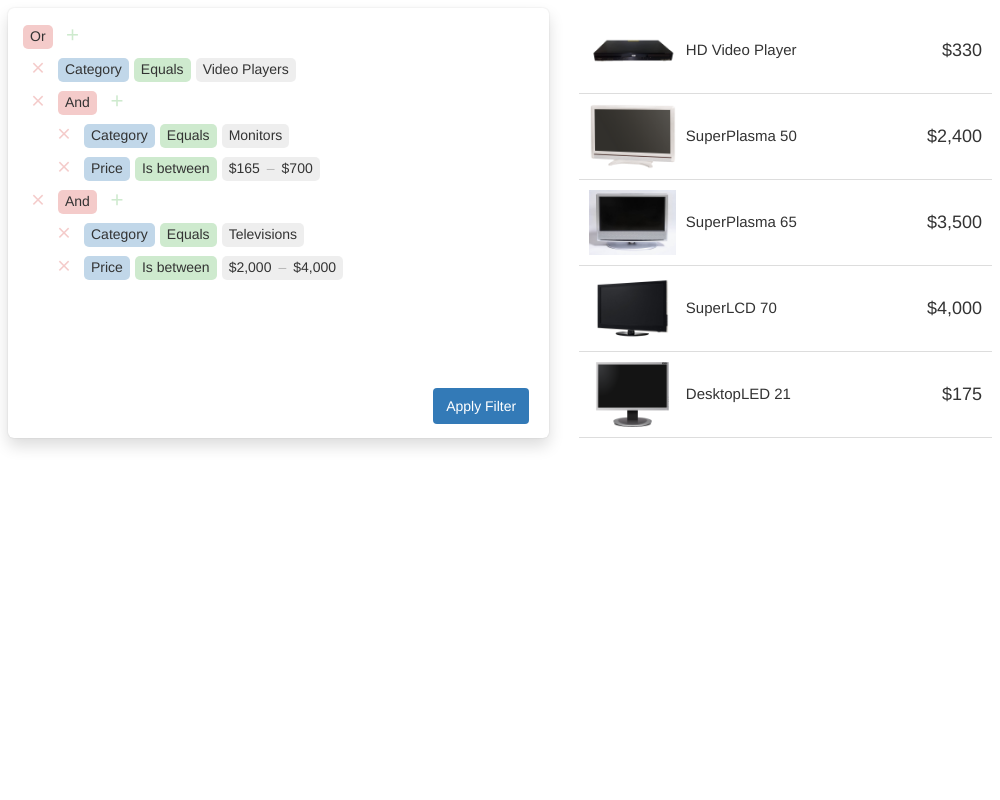 Or
Category Equals Video Players
And
Category Equals Monitors
Price Is between $165 – $700
And
Category Equals Televisions
Price Is between $2,000 – $4,000
Apply Filter
HD Video Player $330
SuperPlasma 50 $2,400
SuperPlasma 65 $3,500
SuperLCD 70 $4,000
DesktopLED 21 $175